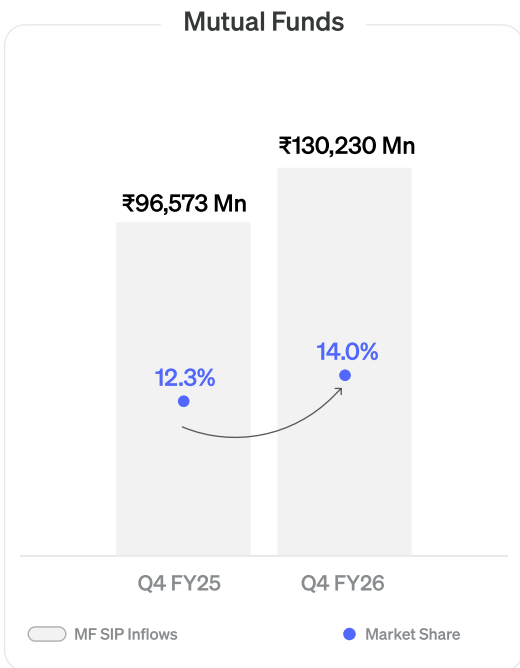 Mutual Funds
₹130,230 Mn
₹96,573 Mn
14.0%
12.3%
Q4 FY25 Q4 FY26
MF SIP Inflows Market Share